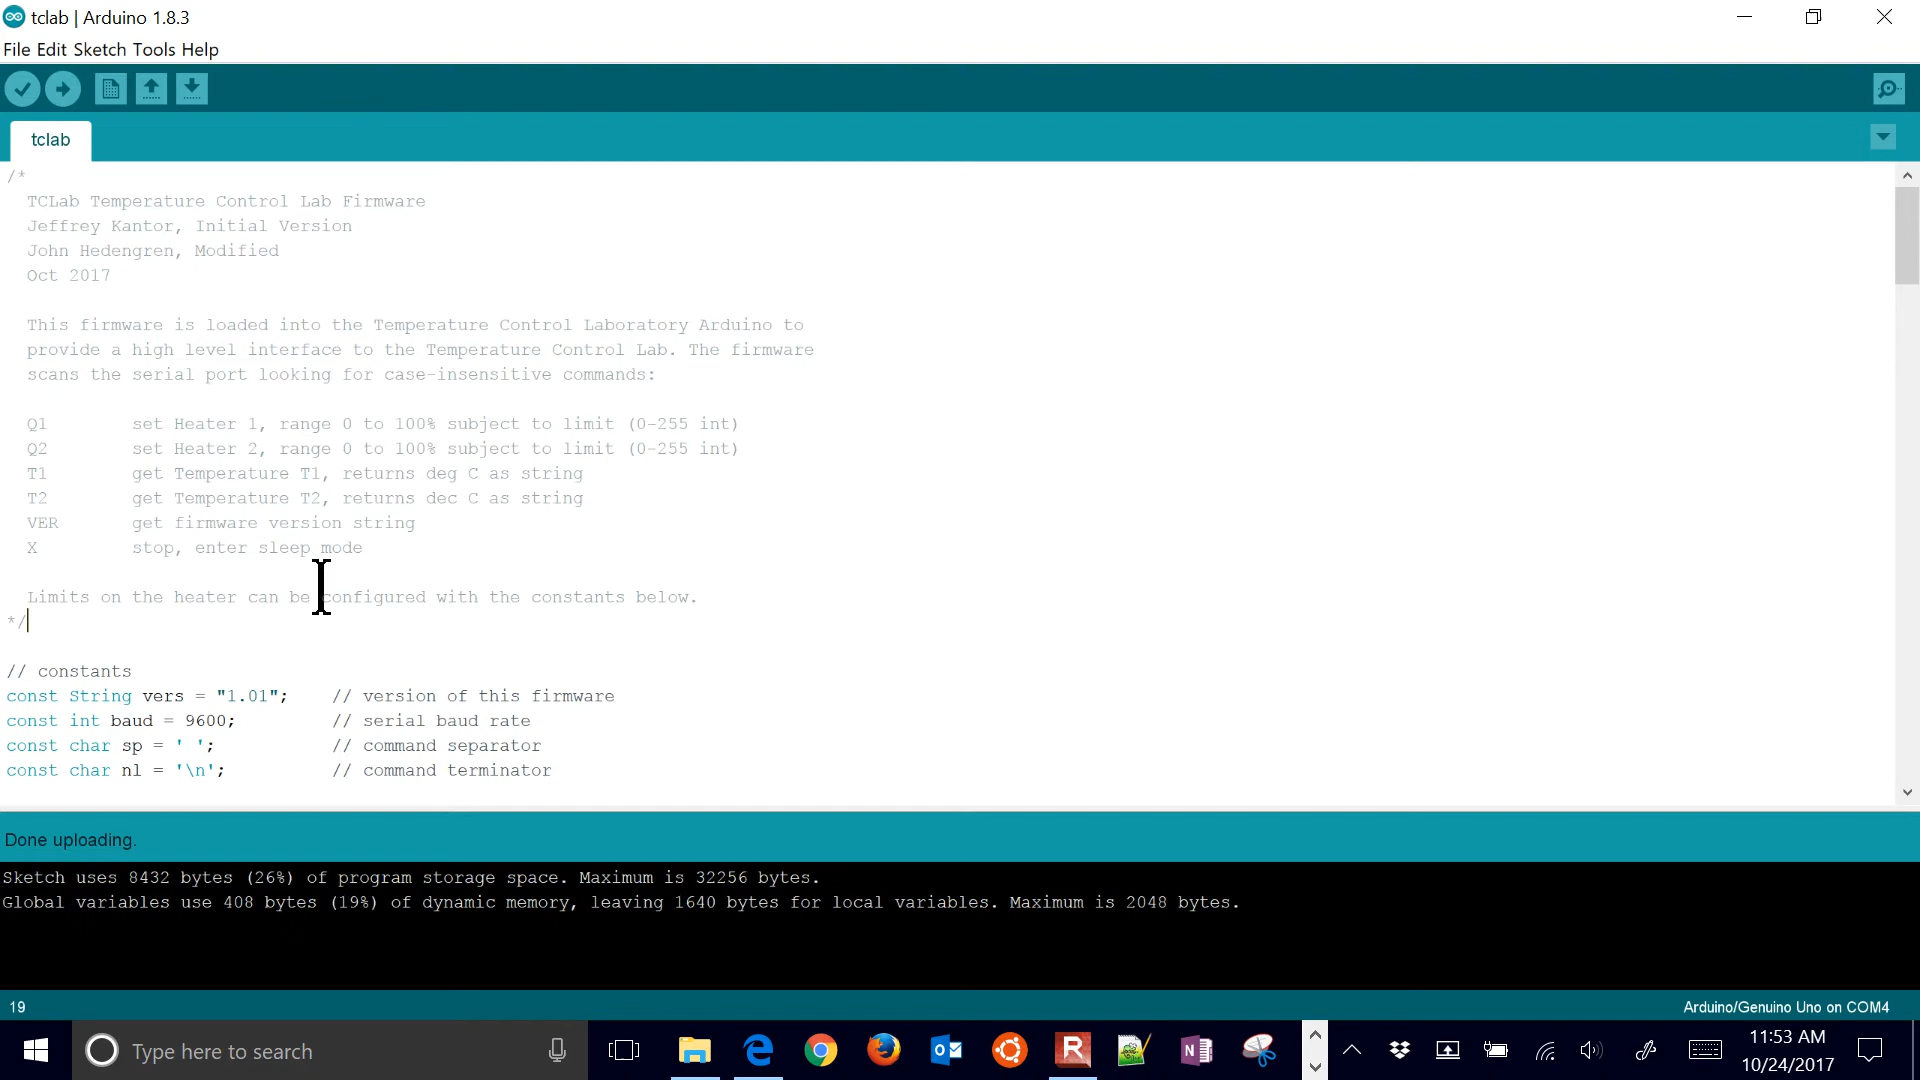 tclab | Arduino 1.8.3
File Edit Sketch Tools Help
tclab
/*
TCLab Temperature Control Lab Firmware
Jeffrey Kantor, Initial Version
John Hedengren, Modified
Oct 2017
This firmware is loaded into the Temperature Control Laboratory Arduino to
provide a high level interface to the Temperature Control Lab. The firmware
scans the serial port looking for case-insensitive commands:
Q1 set Heater 1, range 0 to 100% subject to limit (0-255 int)
Q2 set Heater 2, range 0 to 100% subject to limit (0-255 int)
T1 get Temperature T1, returns deg C as string
T2 get Temperature T2, returns dec C as string
VER get firmware version string
X stop, enter sleep mode
Limits on the heater can be configured with the constants below.
*/
// constants
const String vers = "1.01"; // version of this firmware
const int baud = 9600; // serial baud rate
const char sp = ' '; // command separator
const char nl = '\n'; // command terminator
Done uploading.
Sketch uses 8432 bytes (26%) of program storage space. Maximum is 32256 bytes.
Global variables use 408 bytes (19%) of dynamic memory, leaving 1640 bytes for local variables. Maximum is 2048 bytes.
19
Arduino/Genuino Uno on COM4
Type here to search
11:53 AM
10/24/2017